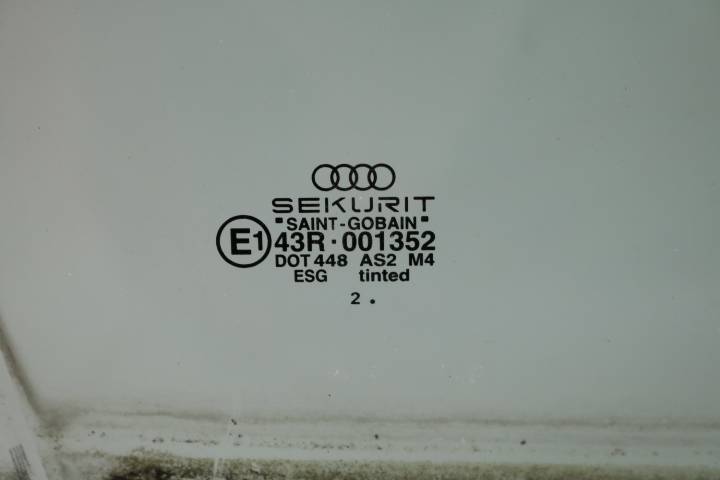 SEKURIT
"SAINT-GOBAIN"
E1 43R·001352
DOT 448 AS2 M4
ESG tinted
2 .